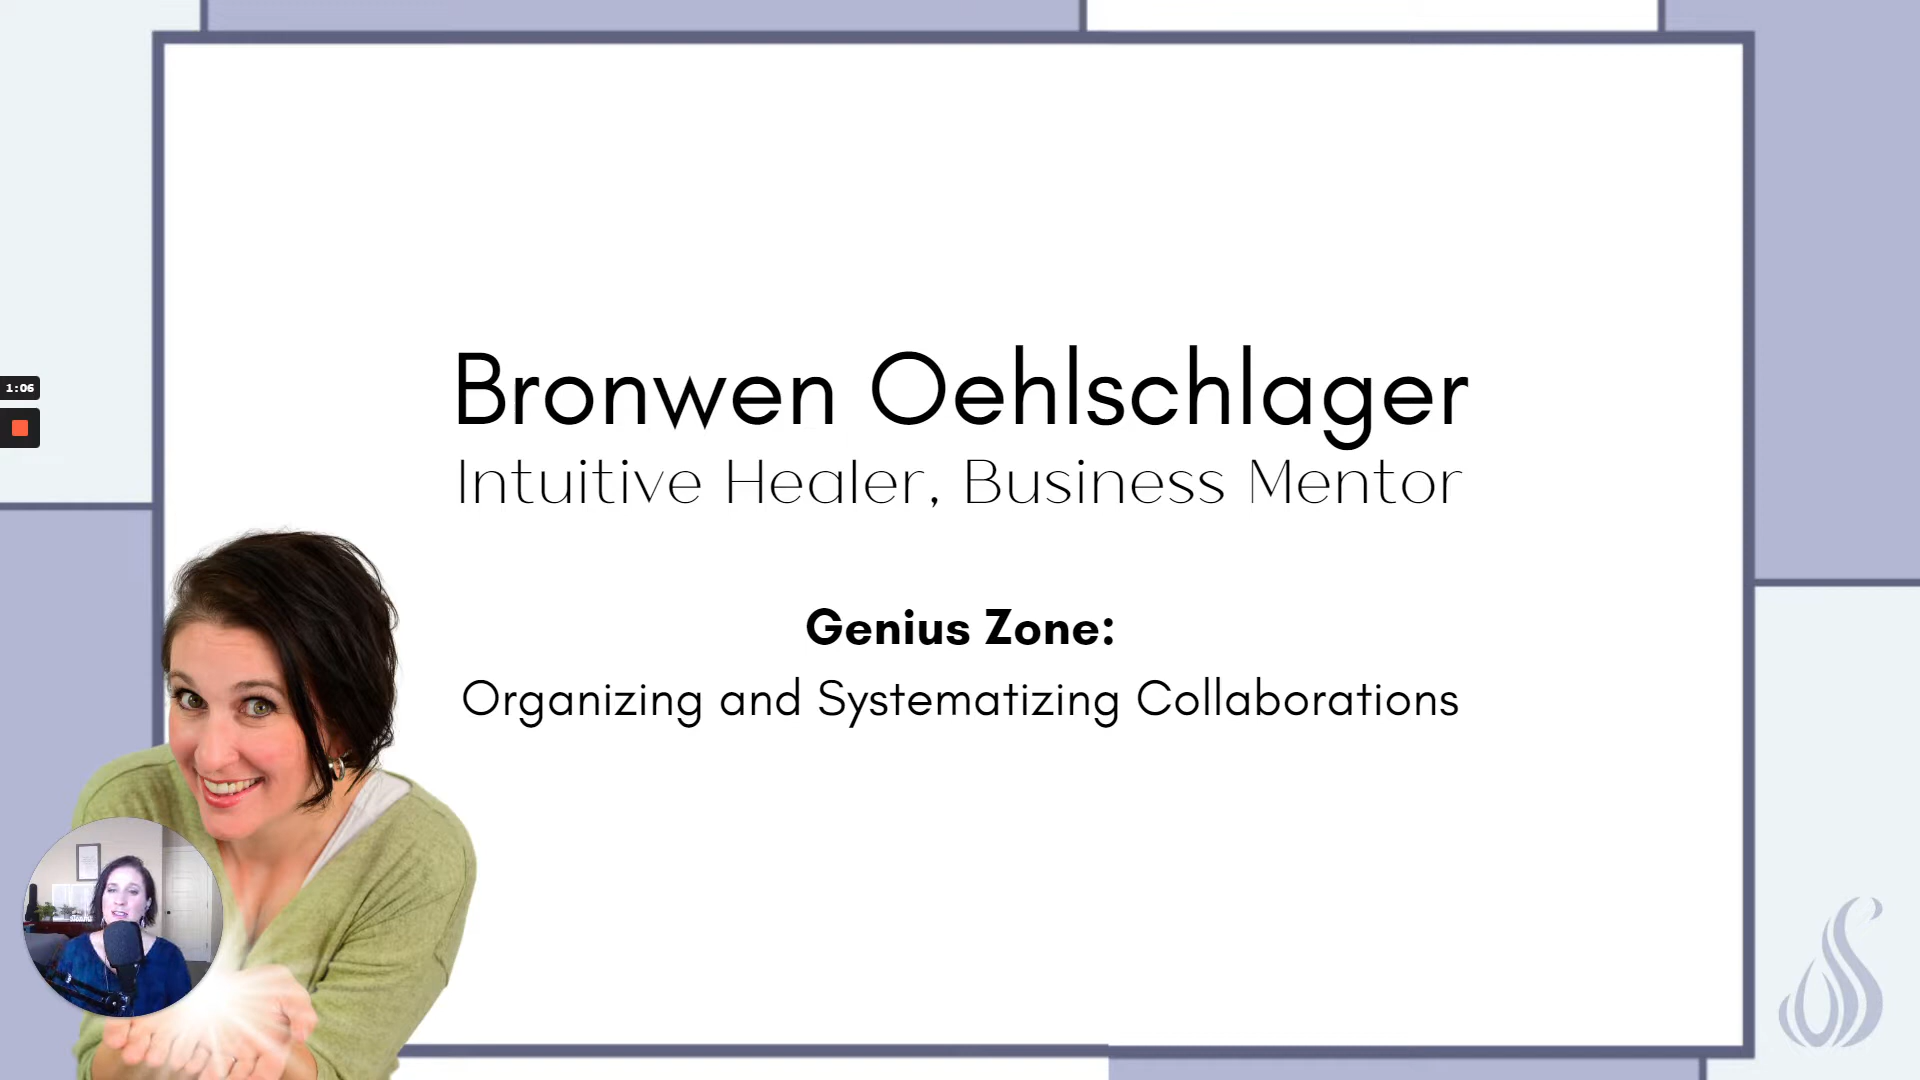 1:06
Bronwen Oehlschlager
Intuitive Healer, Business Mentor
Genius Zone:
Organizing and Systematizing Collaborations